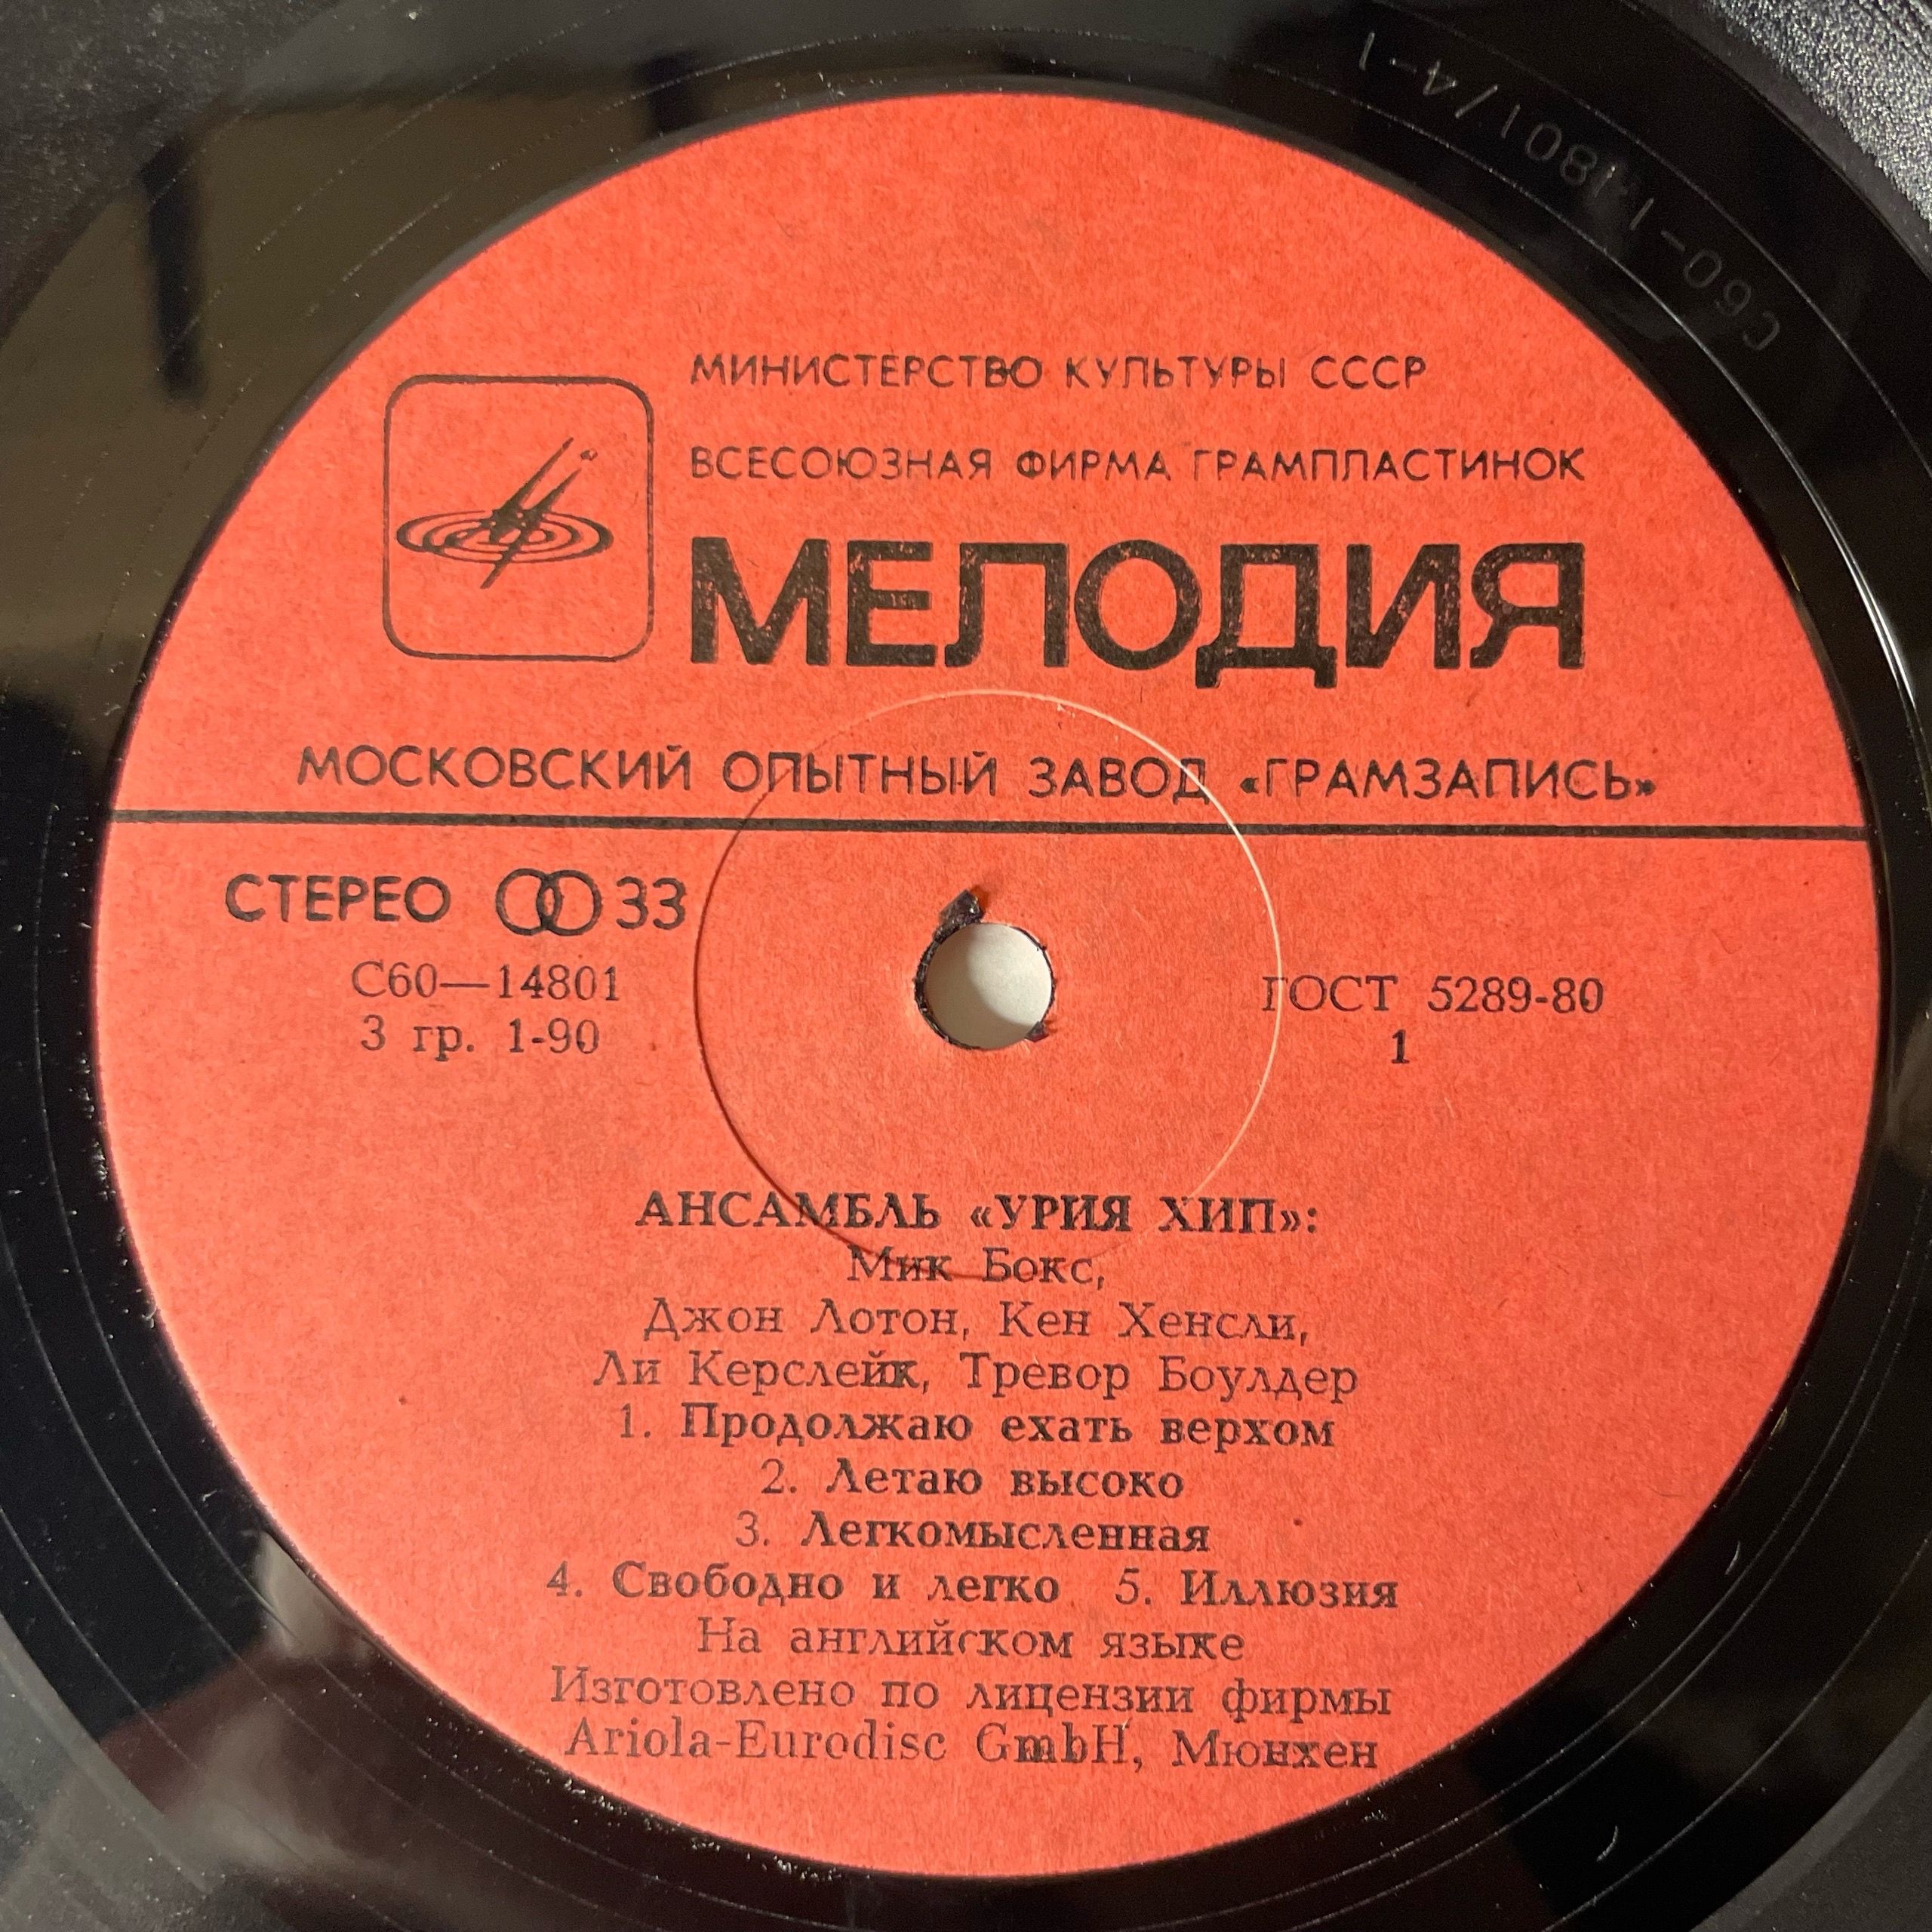 С60-14801/4-1
МИНИСТЕРСТВО КУЛЬТУРЫ СССР
ВСЕСОЮЗНАЯ ФИРМА ГРАМПЛАСТИНОК
МЕЛОДИЯ
МОСКОВСКИЙ ОПЫТНЫЙ ЗАВОД «ГРАМЗАПИСЬ»
СТЕРЕО 33
С60—14801
3 гр. 1-90
ГОСТ 5289-80
1
АНСАМБЛЬ «УРИЯ ХИП»:
Мик Бокс,
Джон Лотон, Кен Хенсли,
Ли Керслейк, Тревор Боулдер
1. Продолжаю ехать верхом
2. Летаю высоко
3. Легкомысленная
4. Свободно и легко 5. Иллюзия
На английском языке
Изготовлено по лицензии фирмы
Ariola-Eurodisc GmbH, Мюнхен